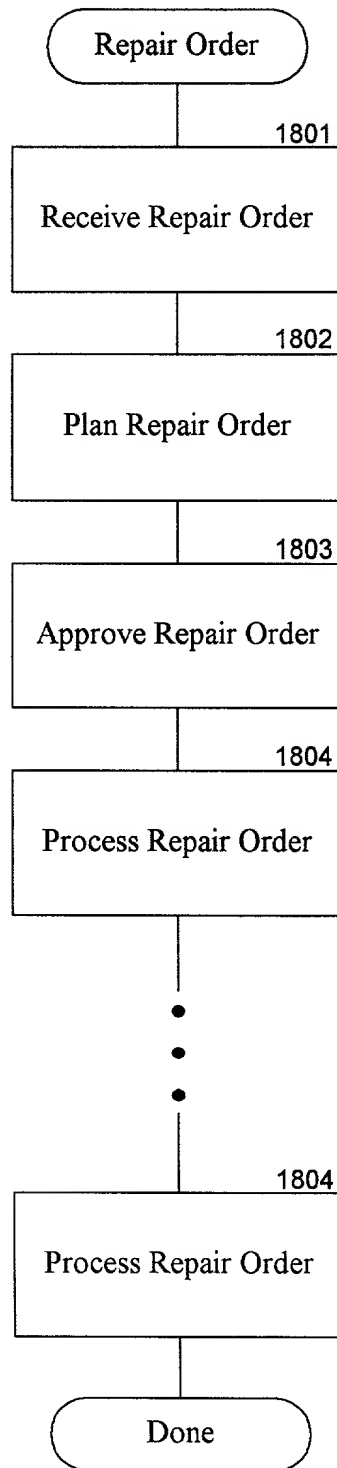 Repair Order
1801
Receive Repair Order
1802
Plan Repair Order
1803
Approve Repair Order
1804
Process Repair Order
1804
Process Repair Order
Done